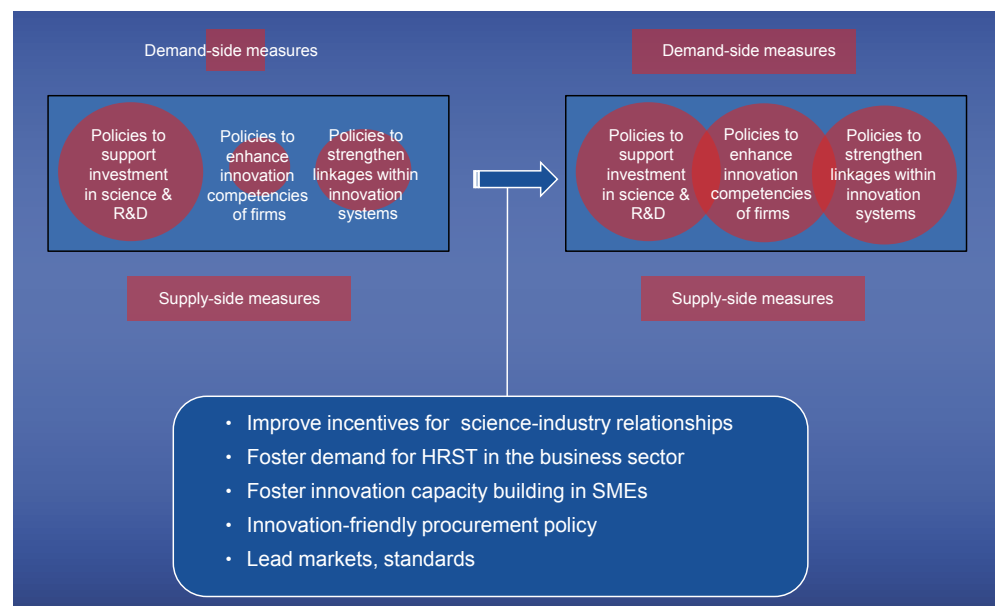 Demand-side measures
Policies to
support
investment
in science &
R&D
Policies to
enhance
innovation
competencies
of firms
Policies to
strengthen
linkages within
innovation
systems
Supply-side measures
Demand-side measures
Policies to
support
investment
in science &
R&D
Policies to
enhance
innovation
competencies
of firms
Policies to
strengthen
linkages within
innovation
systems
Supply-side measures
• Improve incentives for science-industry relationships
• Foster demand for HRST in the business sector
• Foster innovation capacity building in SMEs
• Innovation-friendly procurement policy
• Lead markets, standards